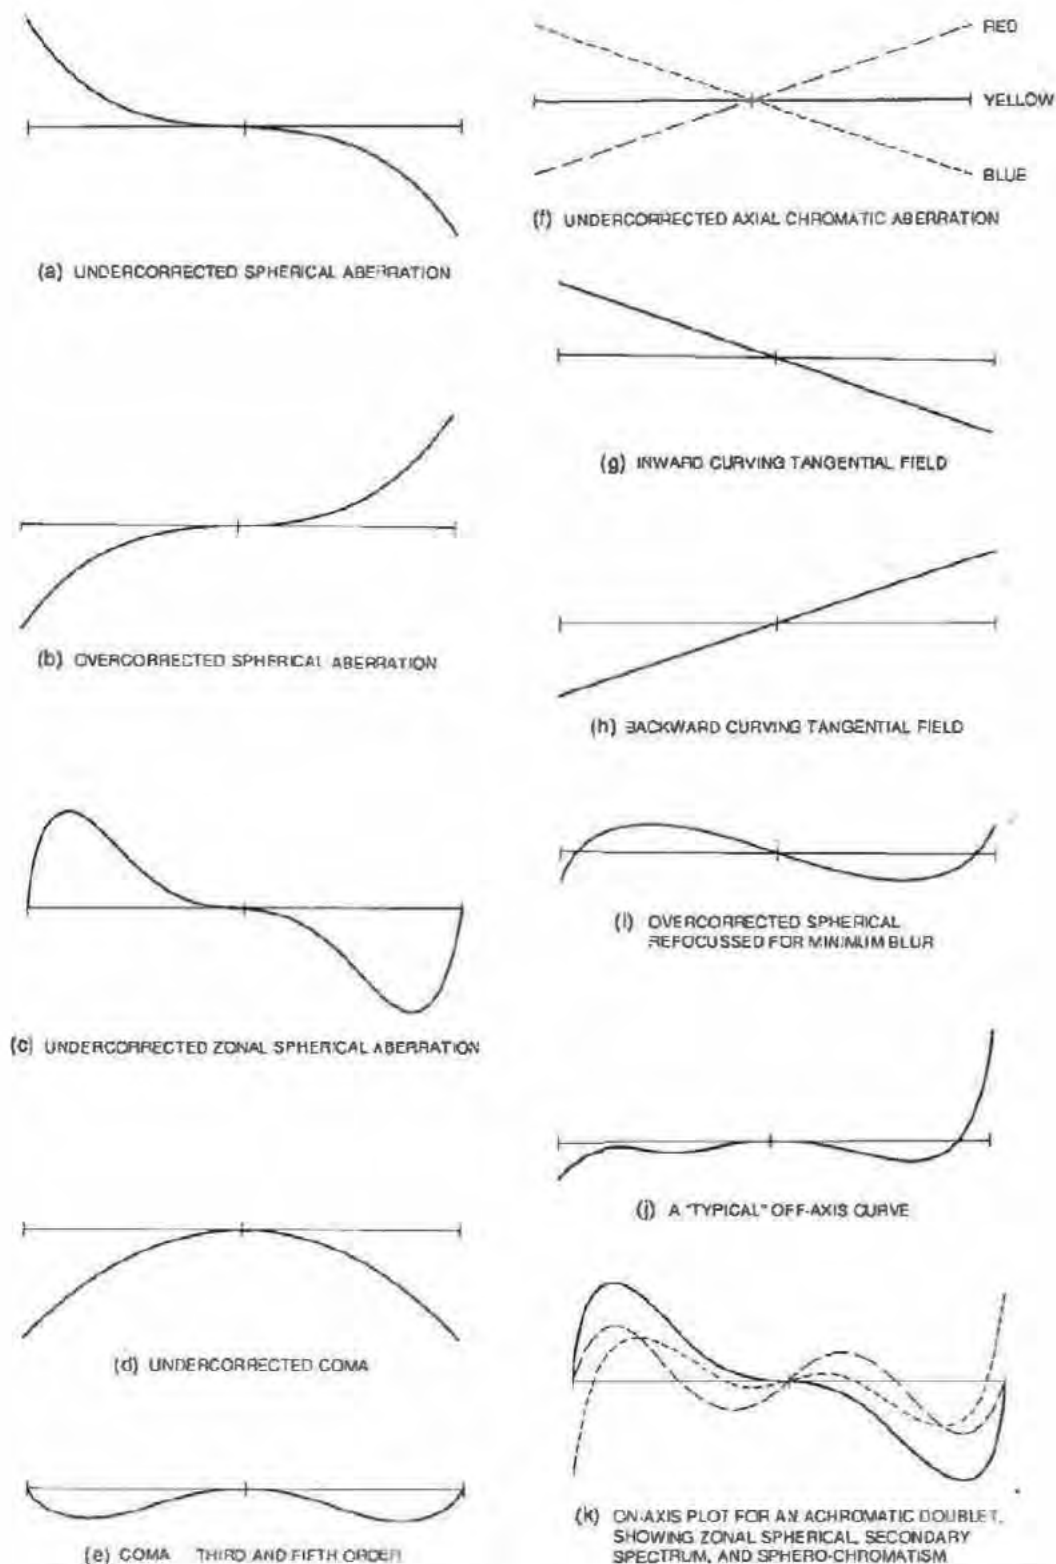 (a) UNDERCORRECTED SPHERICAL ABERRATION
(b) OVERCORRECTED SPHERICAL ABERRATION
(c) UNDERCORRECTED ZONAL SPHERICAL ABERRATION
(d) UNDERCORRECTED COMA
(e) COMA THIRD AND FIFTH ORDER
RED
YELLOW
BLUE
(f) UNDERCORRECTED AXIAL CHROMATIC ABERRATION
(g) INWARD CURVING TANGENTIAL FIELD
(h) BACKWARD CURVING TANGENTIAL FIELD
(i) OVERCORRECTED SPHERICAL
REFOCUSSED FOR MINIMUM BLUR
(j) A "TYPICAL" OFF-AXIS CURVE
(k) ON-AXIS PLOT FOR AN ACHROMATIC DOUBLET,
SHOWING ZONAL SPHERICAL, SECONDARY
SPECTRUM, AND SPHERO-CHROMATISM